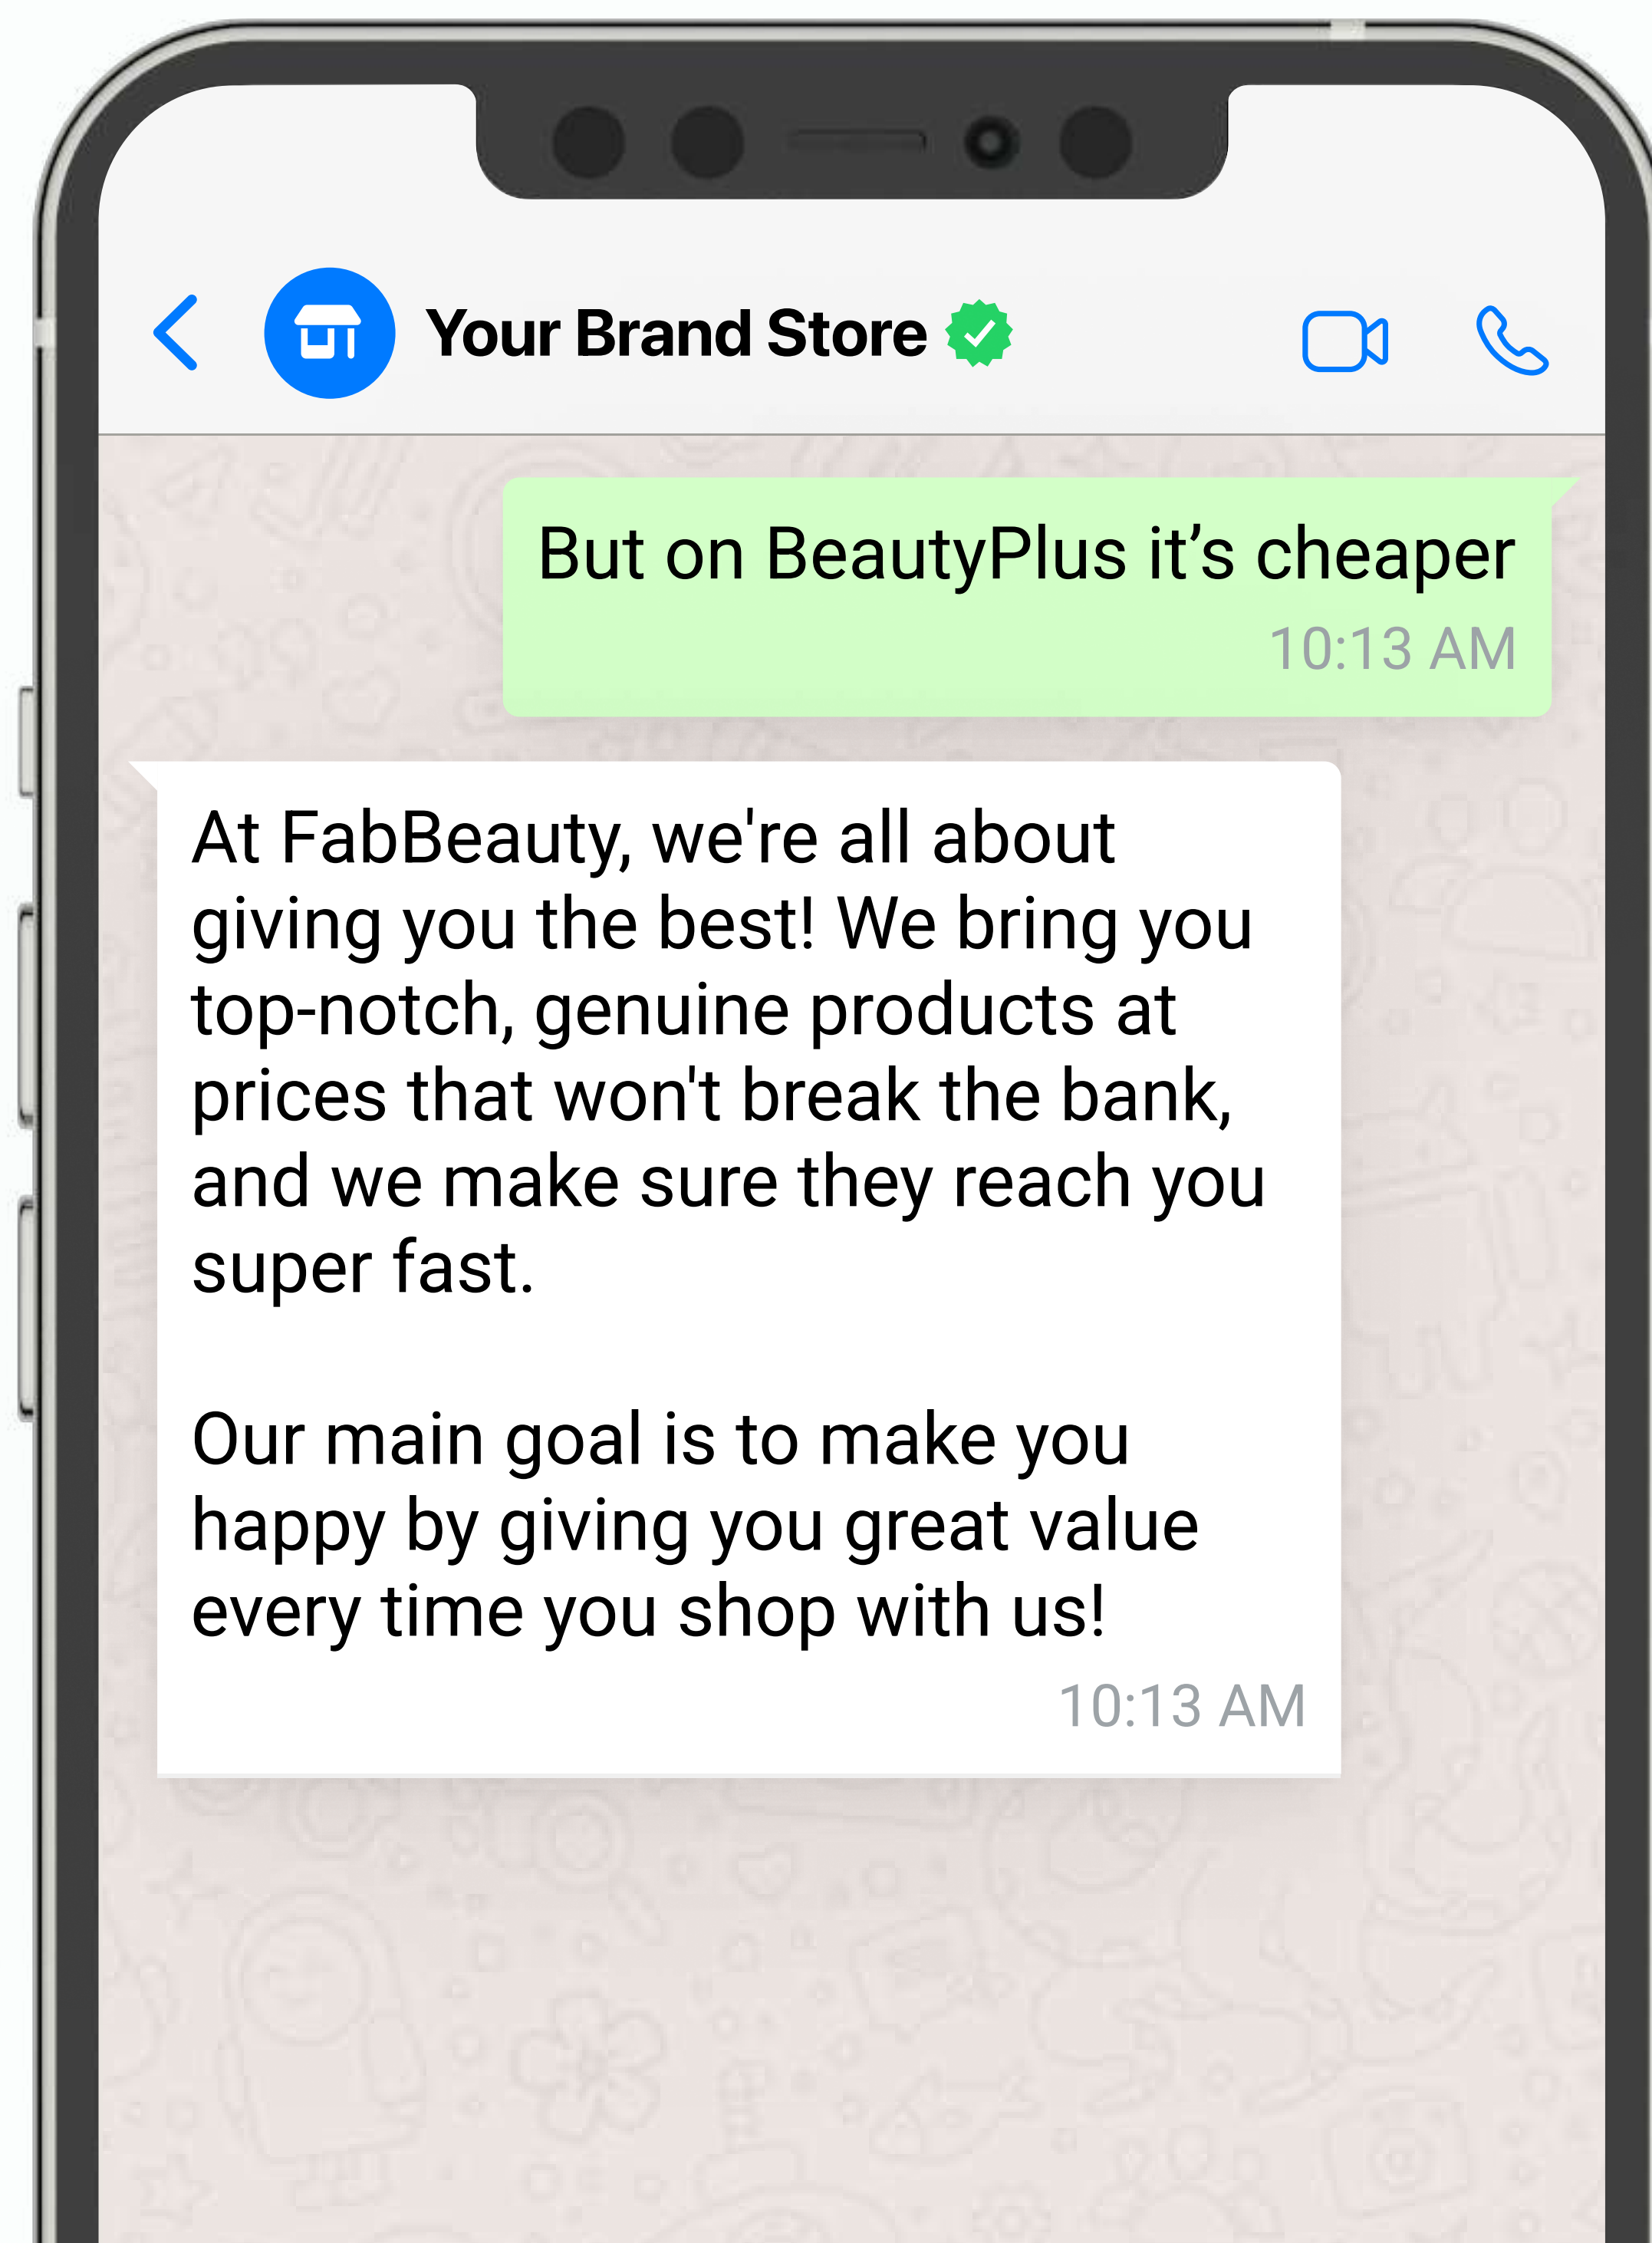 Your Brand Store
But on BeautyPlus it’s cheaper
10:13 AM
At FabBeauty, we're all about
giving you the best! We bring you
top-notch, genuine products at
prices that won't break the bank,
and we make sure they reach you
super fast.
Our main goal is to make you
happy by giving you great value
every time you shop with us!
10:13 AM